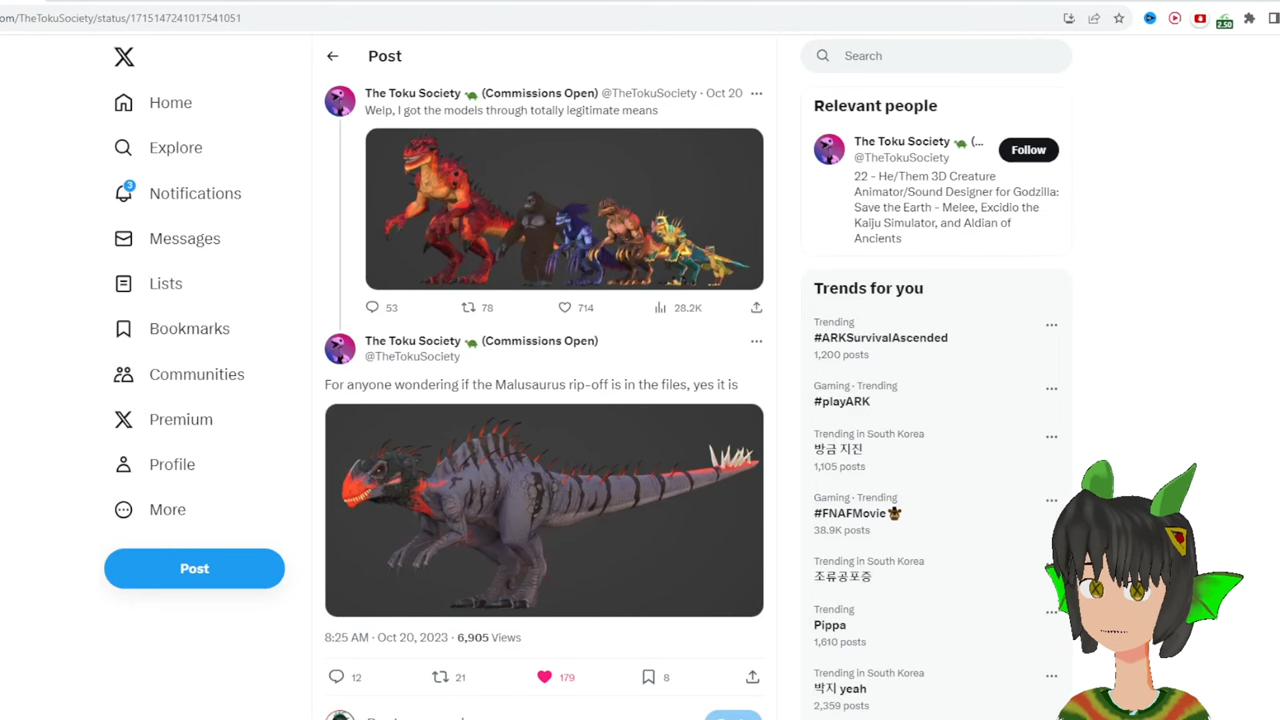 om/TheTokuSociety/status/1715147241017541051
2.50
Home
Explore
3
Notifications
Messages
Lists
Bookmarks
Communities
Premium
Profile
More
Post
Post
The Toku Society 🐢 (Commissions Open) @TheTokuSociety · Oct 20
Welp, I got the models through totally legitimate means
53 78 714 28.2K
The Toku Society 🐢 (Commissions Open)
@TheTokuSociety
For anyone wondering if the Malusaurus rip-off is in the files, yes it is
8:25 AM · Oct 20, 2023 · 6,905 Views
12 21 179 8
Search
Relevant people
The Toku Society 🐢 (...
@TheTokuSociety
Follow
22 - He/Them 3D Creature
Animator/Sound Designer for Godzilla:
Save the Earth - Melee, Excidio the
Kaiju Simulator, and Aldian of
Ancients
Trends for you
Trending
#ARKSurvivalAscended
1,200 posts
Gaming · Trending
#playARK
Trending in South Korea
방금 지진
1,105 posts
Gaming · Trending
#FNAFMovie
38.9K posts
Trending in South Korea
조류공포증
Trending
Pippa
1,610 posts
Trending in South Korea
박지 yeah
2,359 posts